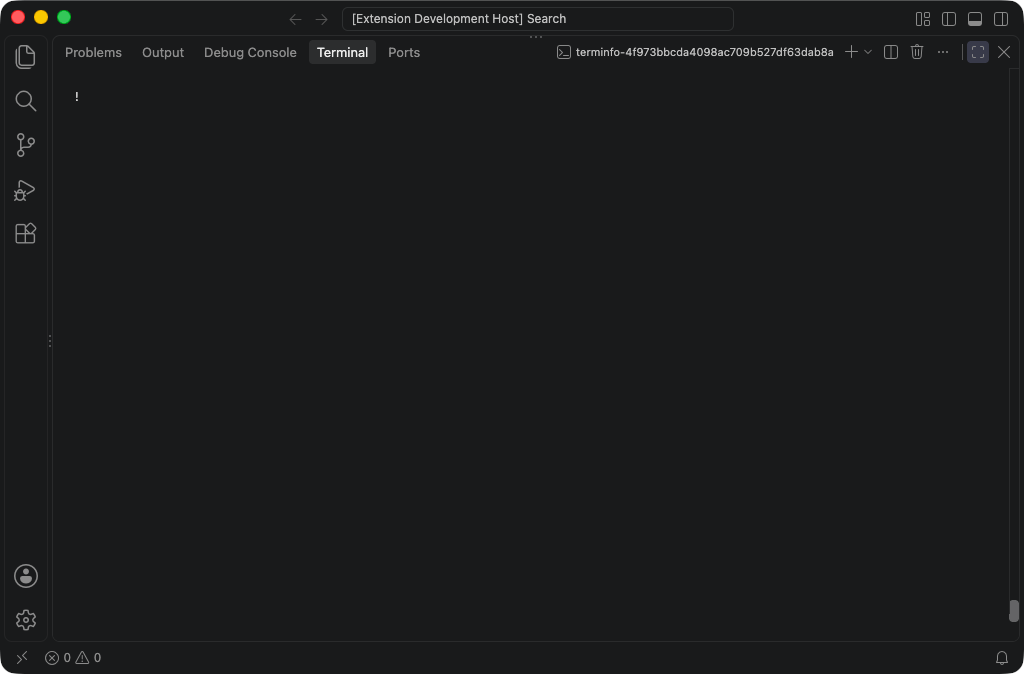 [Extension Development Host] Search
Problems Output Debug Console Terminal Ports terminfo-4f973bbcda4098ac709b527df63dab8a
!
0 0